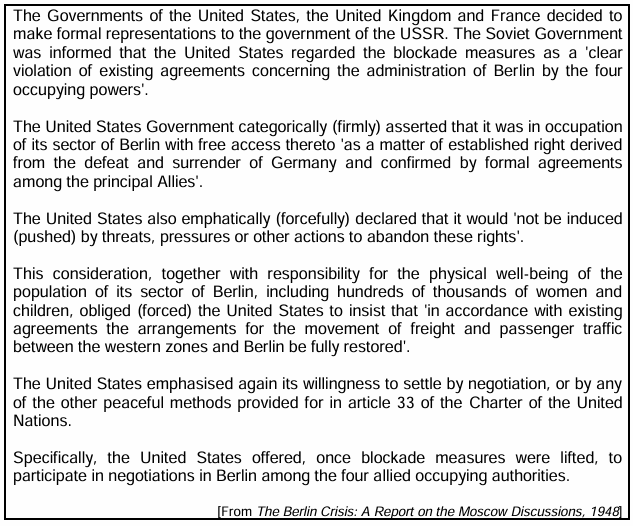 The Governments of the United States, the United Kingdom and France decided to
make formal representations to the government of the USSR. The Soviet Government
was informed that the United States regarded the blockade measures as a 'clear
violation of existing agreements concerning the administration of Berlin by the four
occupying powers'.
The United States Government categorically (firmly) asserted that it was in occupation
of its sector of Berlin with free access thereto 'as a matter of established right derived
from the defeat and surrender of Germany and confirmed by formal agreements
among the principal Allies'.
The United States also emphatically (forcefully) declared that it would 'not be induced
(pushed) by threats, pressures or other actions to abandon these rights'.
This consideration, together with responsibility for the physical well-being of the
population of its sector of Berlin, including hundreds of thousands of women and
children, obliged (forced) the United States to insist that 'in accordance with existing
agreements the arrangements for the movement of freight and passenger traffic
between the western zones and Berlin be fully restored'.
The United States emphasised again its willingness to settle by negotiation, or by any
of the other peaceful methods provided for in article 33 of the Charter of the United
Nations.
Specifically, the United States offered, once blockade measures were lifted, to
participate in negotiations in Berlin among the four allied occupying authorities.
[From The Berlin Crisis: A Report on the Moscow Discussions, 1948]